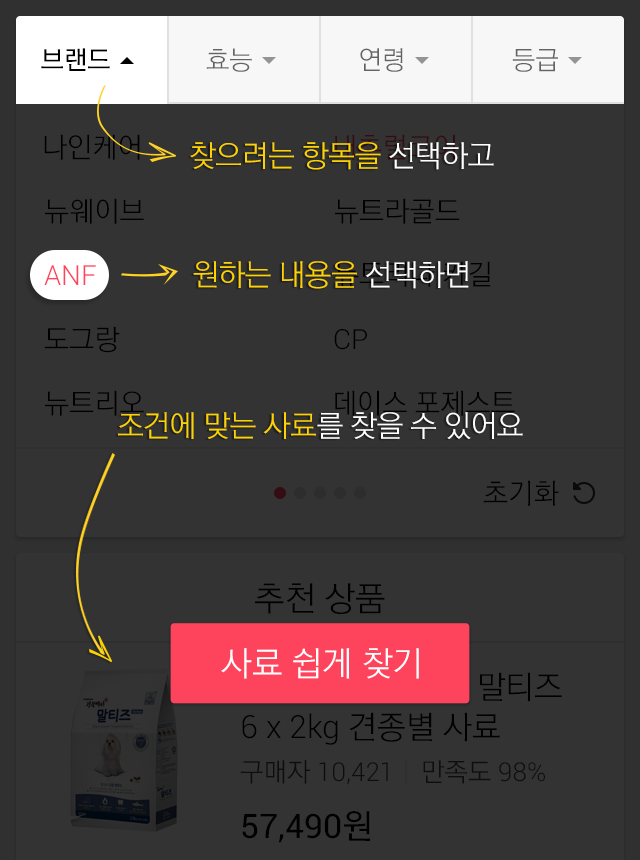 브랜드 효능 연령 등급
나인케어
찾으려는 항목을 선택하고
뉴웨이브 뉴트라골드
ANF 원하는 내용을 선택하면
도그랑 CP
뉴트리오 데이스 포제스트
조건에 맞는 사료를 찾을 수 있어요
초기화
추천 상품
사료 쉽게 찾기
말티즈
6 x 2kg 견종별 사료
구매자 10,421 만족도 98%
말티즈
57,490원